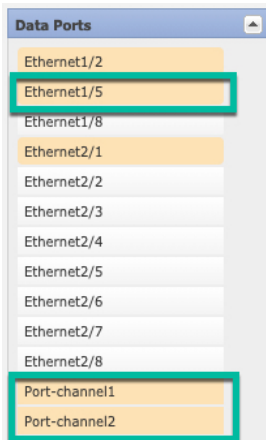 Data Ports
Ethernet1/2
Ethernet1/5
Ethernet1/8
Ethernet2/1
Ethernet2/2
Ethernet2/3
Ethernet2/4
Ethernet2/5
Ethernet2/6
Ethernet2/7
Ethernet2/8
Port-channel1
Port-channel2